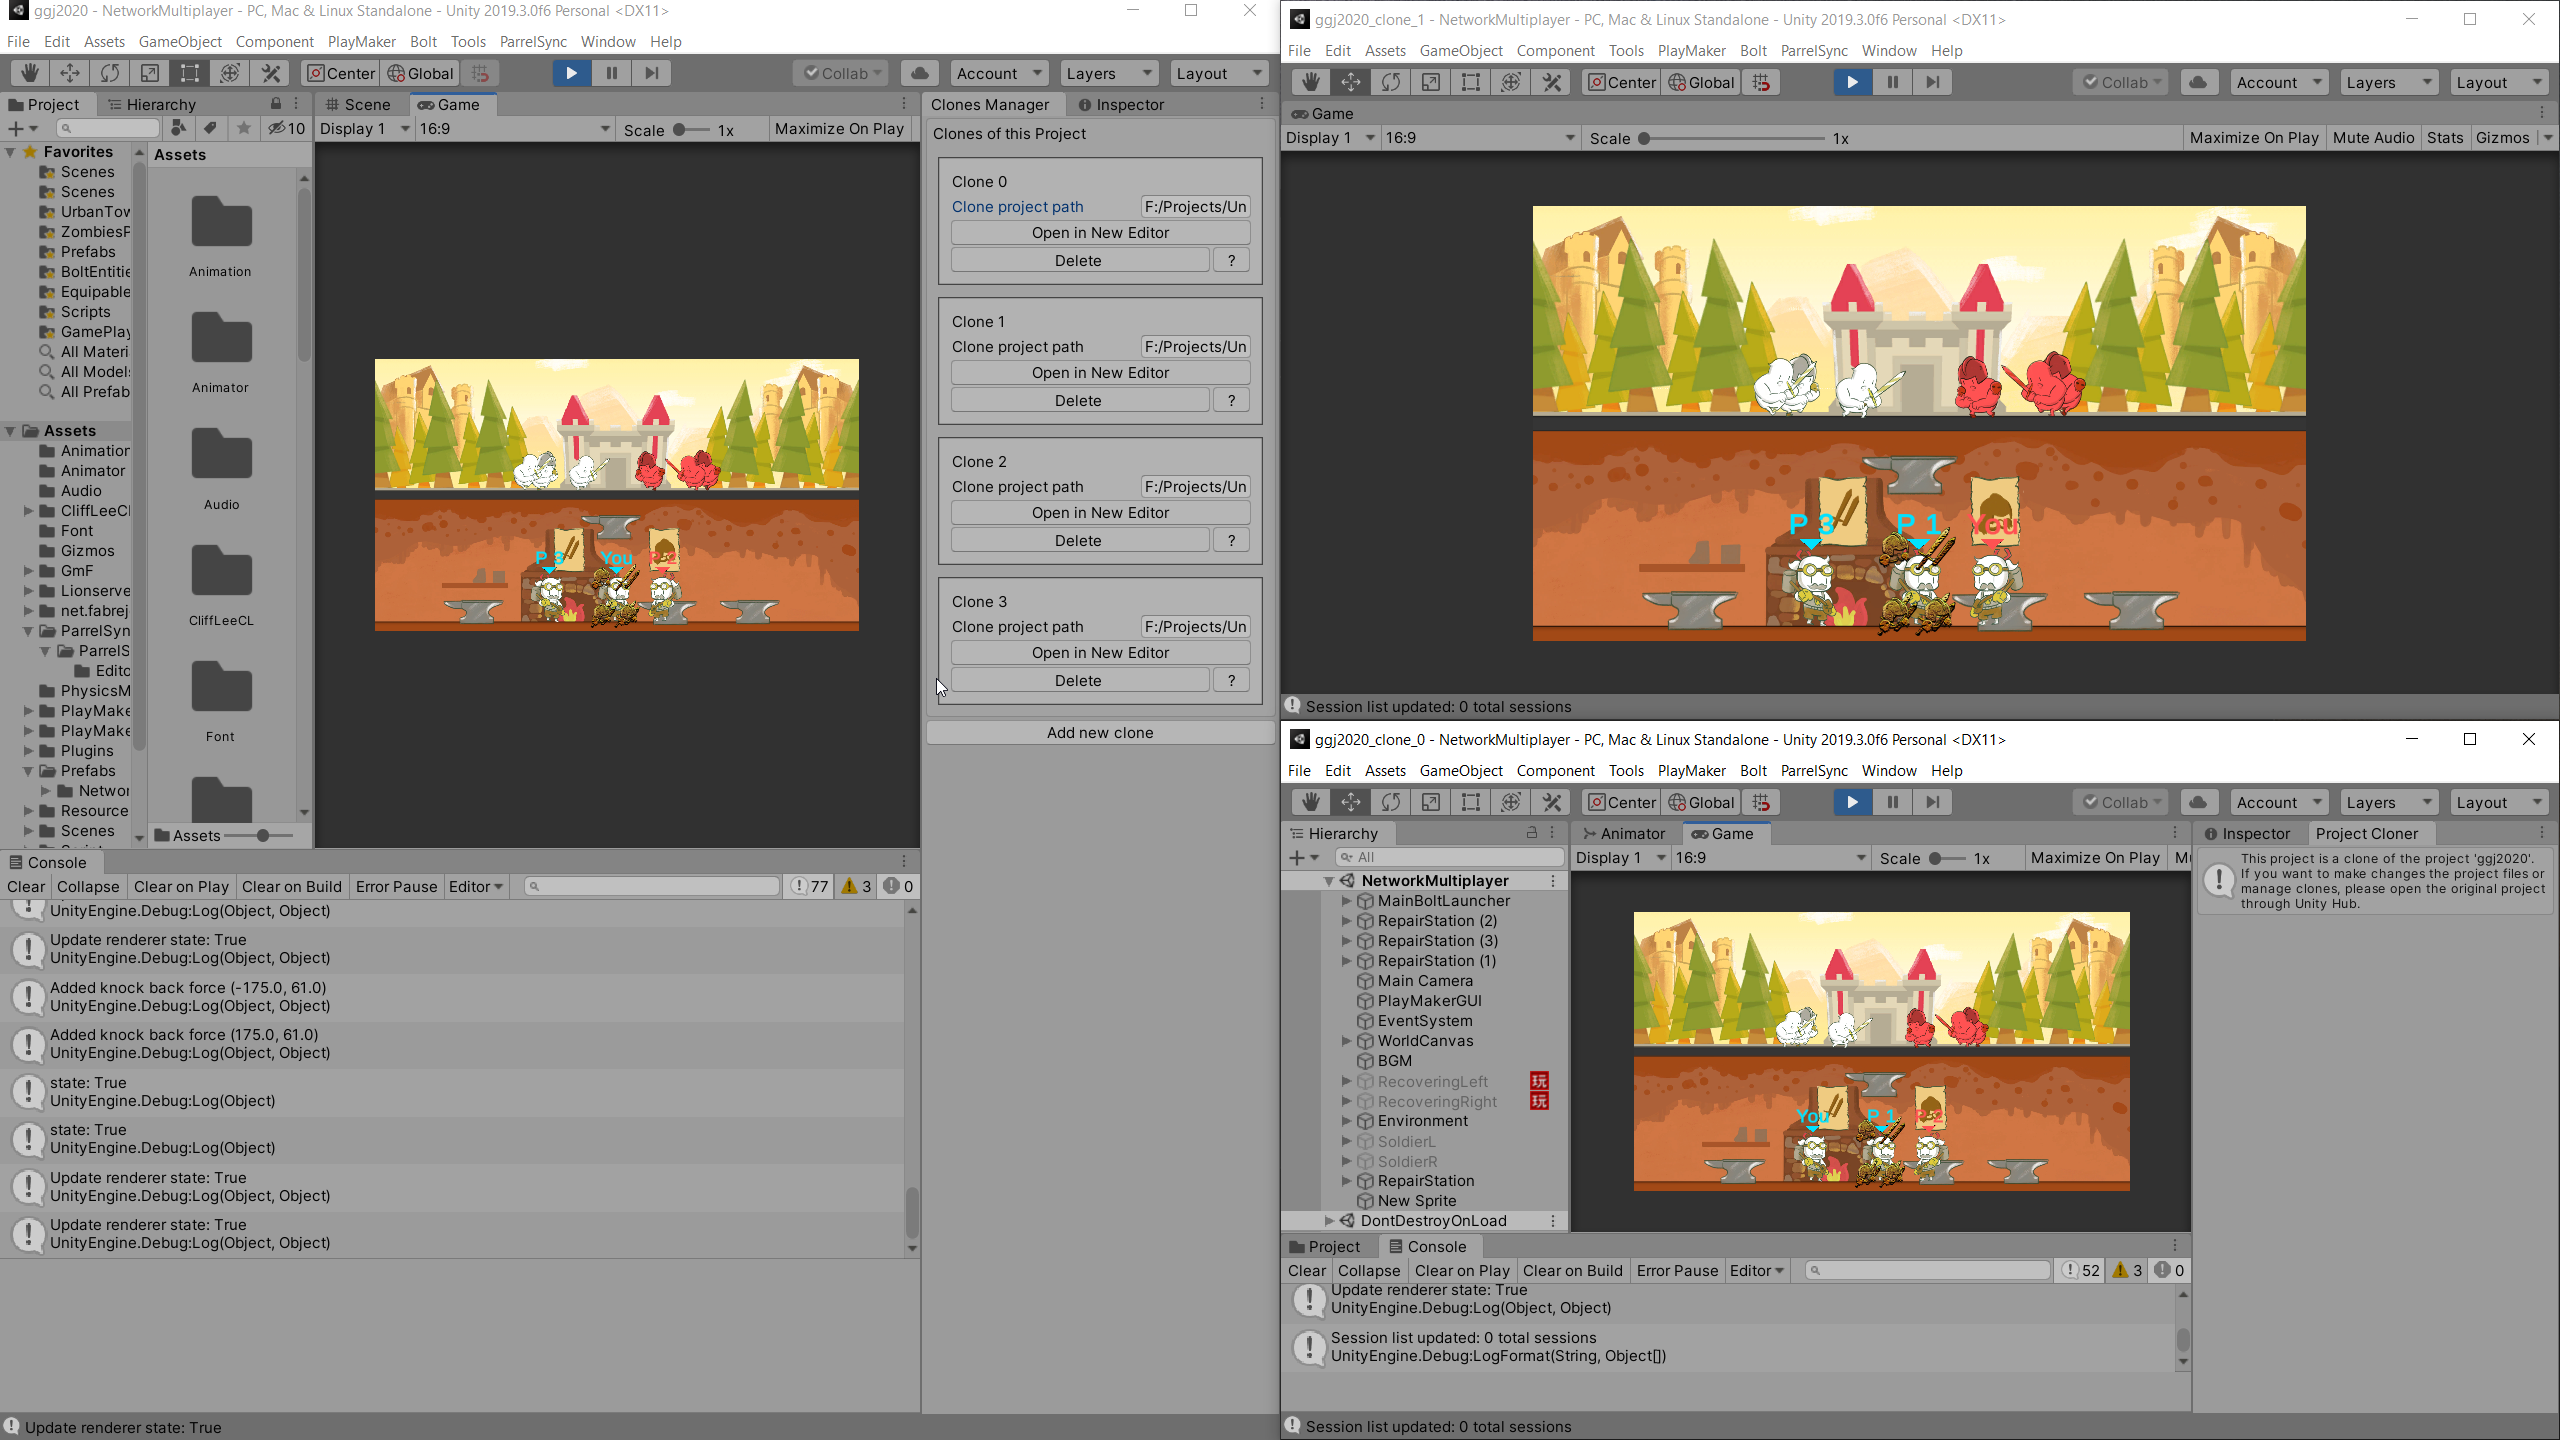 ggj2020 - NetworkMultiplayer - PC, Mac & Linux Standalone - Unity 2019.3.0f6 Personal <DX11>
File Edit Assets GameObject Component PlayMaker Bolt Tools ParrelSync Window Help
Center Global Collab Account Layers Layout
Project Hierarchy
10
Favorites
Scenes
Scenes
UrbanTov
ZombiesF
Prefabs
BoltEntitie
Equipable
Scripts
GamePlay
All Materi
All Model
All Prefab
Assets
Animation
Animator
Audio
CliffLeeC
Font
Gizmos
GmF
Lionserve
net.fabrej
ParrelSyn
ParrelS
Edito
PhysicsM
PlayMake
PlayMake
Plugins
Prefabs
Networ
Resource
Scenes
Assets
Animation
Animator
Audio
CliffLeeCL
Font
Assets
Scene Game
Display 1 16:9 Scale 1x Maximize On Play
P 3 You P 2
Clones Manager Inspector
Clones of this Project
Clone 0
Clone project path F:/Projects/Un
Open in New Editor
Delete ?
Clone 1
Clone project path F:/Projects/Un
Open in New Editor
Delete ?
Clone 2
Clone project path F:/Projects/Un
Open in New Editor
Delete ?
Clone 3
Clone project path F:/Projects/Un
Open in New Editor
Delete ?
Add new clone
Console
Clear Collapse Clear on Play Clear on Build Error Pause Editor 77 3 0
UnityEngine.Debug:Log(Object, Object)
Update renderer state: True
UnityEngine.Debug:Log(Object, Object)
Added knock back force (-175.0, 61.0)
UnityEngine.Debug:Log(Object, Object)
Added knock back force (175.0, 61.0)
UnityEngine.Debug:Log(Object, Object)
state: True
UnityEngine.Debug:Log(Object)
state: True
UnityEngine.Debug:Log(Object)
Update renderer state: True
UnityEngine.Debug:Log(Object, Object)
Update renderer state: True
UnityEngine.Debug:Log(Object, Object)
Update renderer state: True
ggj2020_clone_1 - NetworkMultiplayer - PC, Mac & Linux Standalone - Unity 2019.3.0f6 Personal <DX11>
File Edit Assets GameObject Component Tools PlayMaker Bolt ParrelSync Window Help
Center Global Collab Account Layers Layout
Game
Display 1 16:9 Scale 1x Maximize On Play Mute Audio Stats Gizmos
P 3 P 1 You
Session list updated: 0 total sessions
ggj2020_clone_0 - NetworkMultiplayer - PC, Mac & Linux Standalone - Unity 2019.3.0f6 Personal <DX11>
File Edit Assets GameObject Component Tools PlayMaker Bolt ParrelSync Window Help
Center Global Collab Account Layers Layout
Hierarchy
All
NetworkMultiplayer
MainBoltLauncher
RepairStation (2)
RepairStation (3)
RepairStation (1)
Main Camera
PlayMakerGUI
EventSystem
WorldCanvas
BGM
RecoveringLeft 玩
RecoveringRight 玩
Environment
SoldierL
SoldierR
RepairStation
New Sprite
DontDestroyOnLoad
Animator Game
Display 1 16:9 Scale 1x Maximize On Play
You P 1 P 2
Inspector Project Cloner
This project is a clone of the project 'ggj2020'.
If you want to make changes the project files or
manage clones, please open the original project
through Unity Hub.
Project Console
Clear Collapse Clear on Play Clear on Build Error Pause Editor 52 3 0
Update renderer state: True
UnityEngine.Debug:Log(Object, Object)
Session list updated: 0 total sessions
UnityEngine.Debug:LogFormat(String, Object[])
Session list updated: 0 total sessions